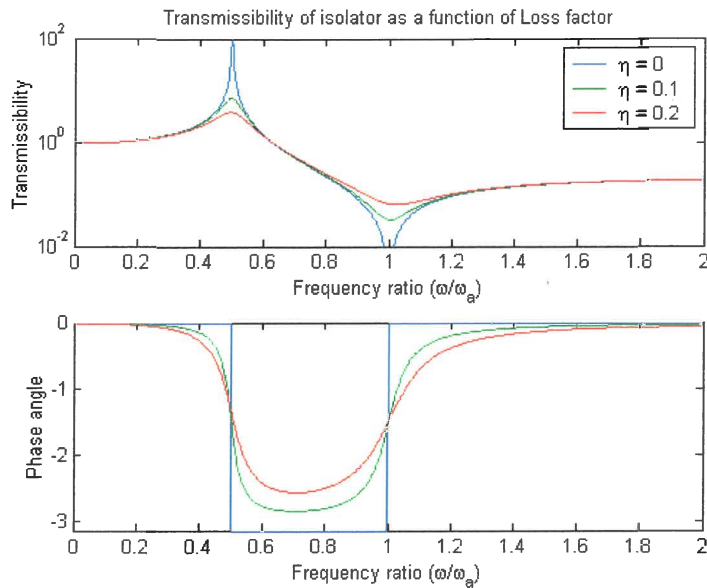 Transmissibility of isolator as a function of Loss factor
10^2
10^0
10^-2
Transmissibility
η = 0
η = 0.1
η = 0.2
0 0.2 0.4 0.6 0.8 1 1.2 1.4 1.6 1.8 2
Frequency ratio (ω/ω_a)
0
-1
-2
-3
Phase angle
0 0.2 0.4 0.6 0.8 1 1.2 1.4 1.6 1.8 2
Frequency ratio (ω/ω_a)